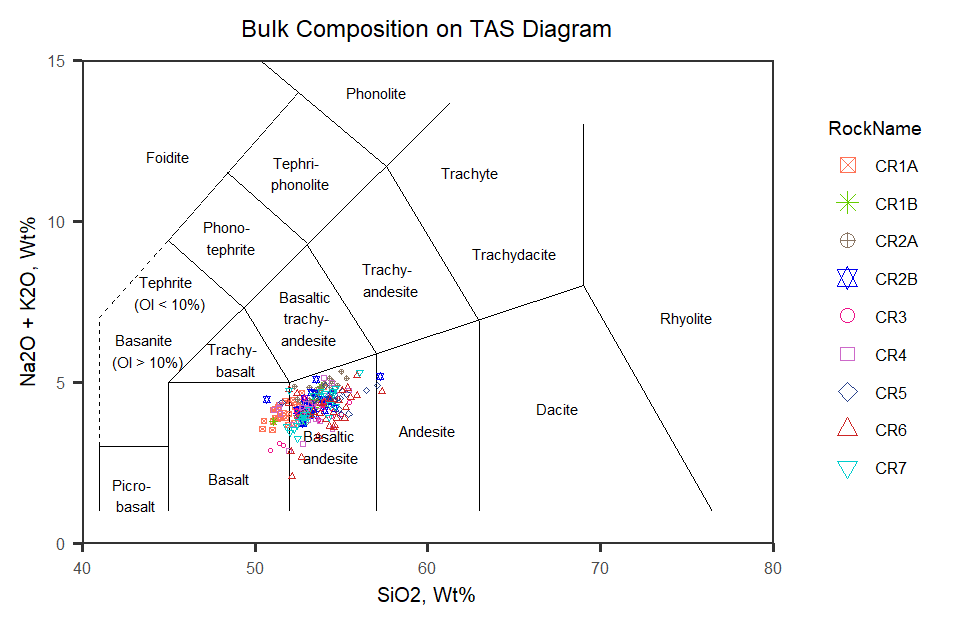 Bulk Composition on TAS Diagram
Na2O + K2O, Wt%
15
10
5
0
Phonolite
Foidite
Tephri-
phonolite
Trachyte
Phono-
tephrite
Trachydacite
Trachy-
andesite
Tephrite
(Ol < 10%)
Basaltic
trachy-
andesite
Rhyolite
Basanite
(Ol > 10%)
Trachy-
basalt
Dacite
Andesite
Basaltic
andesite
Basalt
Picro-
basalt
40
50
60
70
80
SiO2, Wt%
RockName
CR1A
CR1B
CR2A
CR2B
CR3
CR4
CR5
CR6
CR7